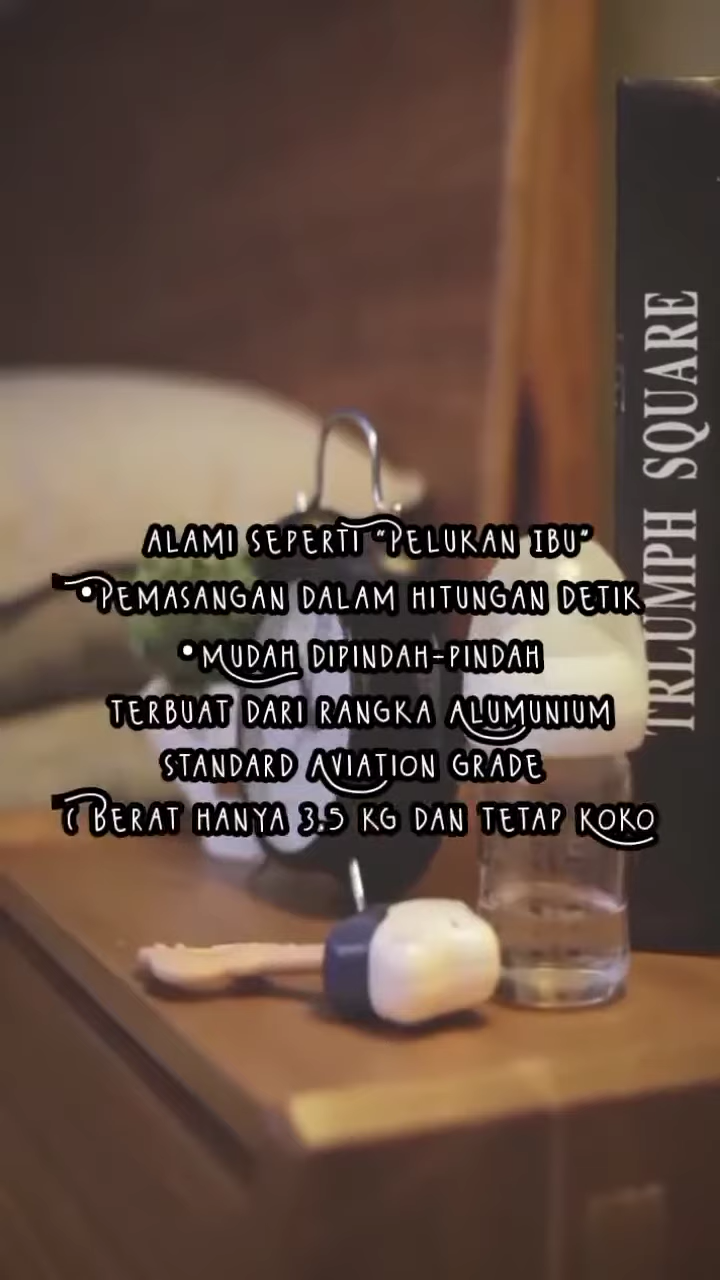 ALAMI SEPERTI "PELUKAN IBU"
•PEMASANGAN DALAM HITUNGAN DETIK
•MUDAH DIPINDAH-PINDAH
TERBUAT DARI RANGKA ALUMUNIUM
STANDARD AVIATION GRADE
( BERAT HANYA 3.5 KG DAN TETAP KOKO
TRLUMPH SQUARE